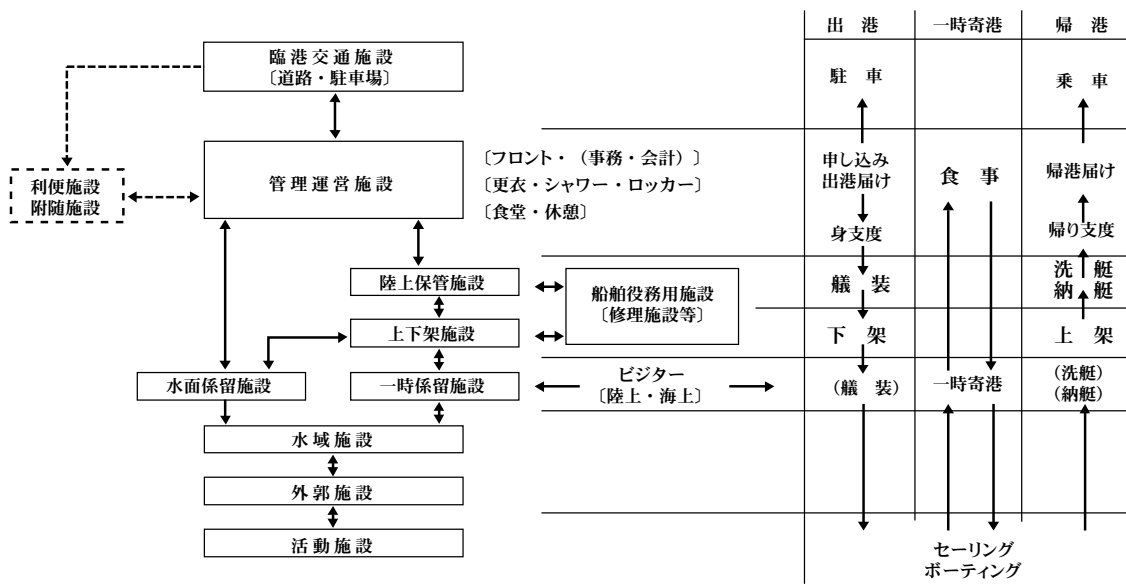 臨港交通施設
〔道路・駐車場〕
管理運営施設
〔フロント・（事務・会計）〕
〔更衣・シャワー・ロッカー〕
〔食堂・休憩〕
利便施設
附随施設
陸上保管施設
船舶役務用施設
〔修理施設等〕
上下架施設
水面係留施設
一時係留施設
ビジター
〔陸上・海上〕
水域施設
外郭施設
活動施設
出港
一時寄港
帰港
駐車
乗車
申し込み
出港届け
食事
帰港届け
身支度
帰り支度
艤装
洗艇
納艇
下架
上架
（艤装）
一時寄港
（洗艇）
（納艇）
セーリング
ボーティング